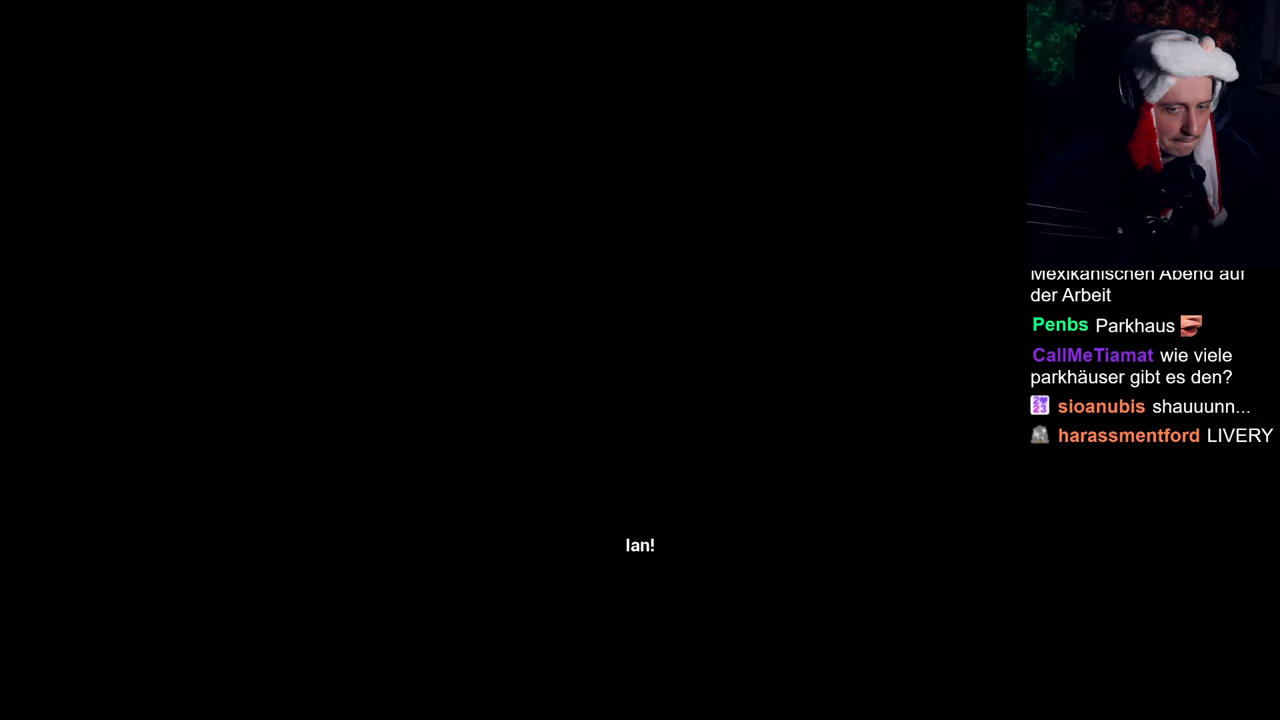 Mexikanischen Abend auf
der Arbeit
Penbs Parkhaus
CallMeTiamat wie viele
parkhäuser gibt es den?
sioanubis shauuunn...
harassmentford LIVERY
Ian!